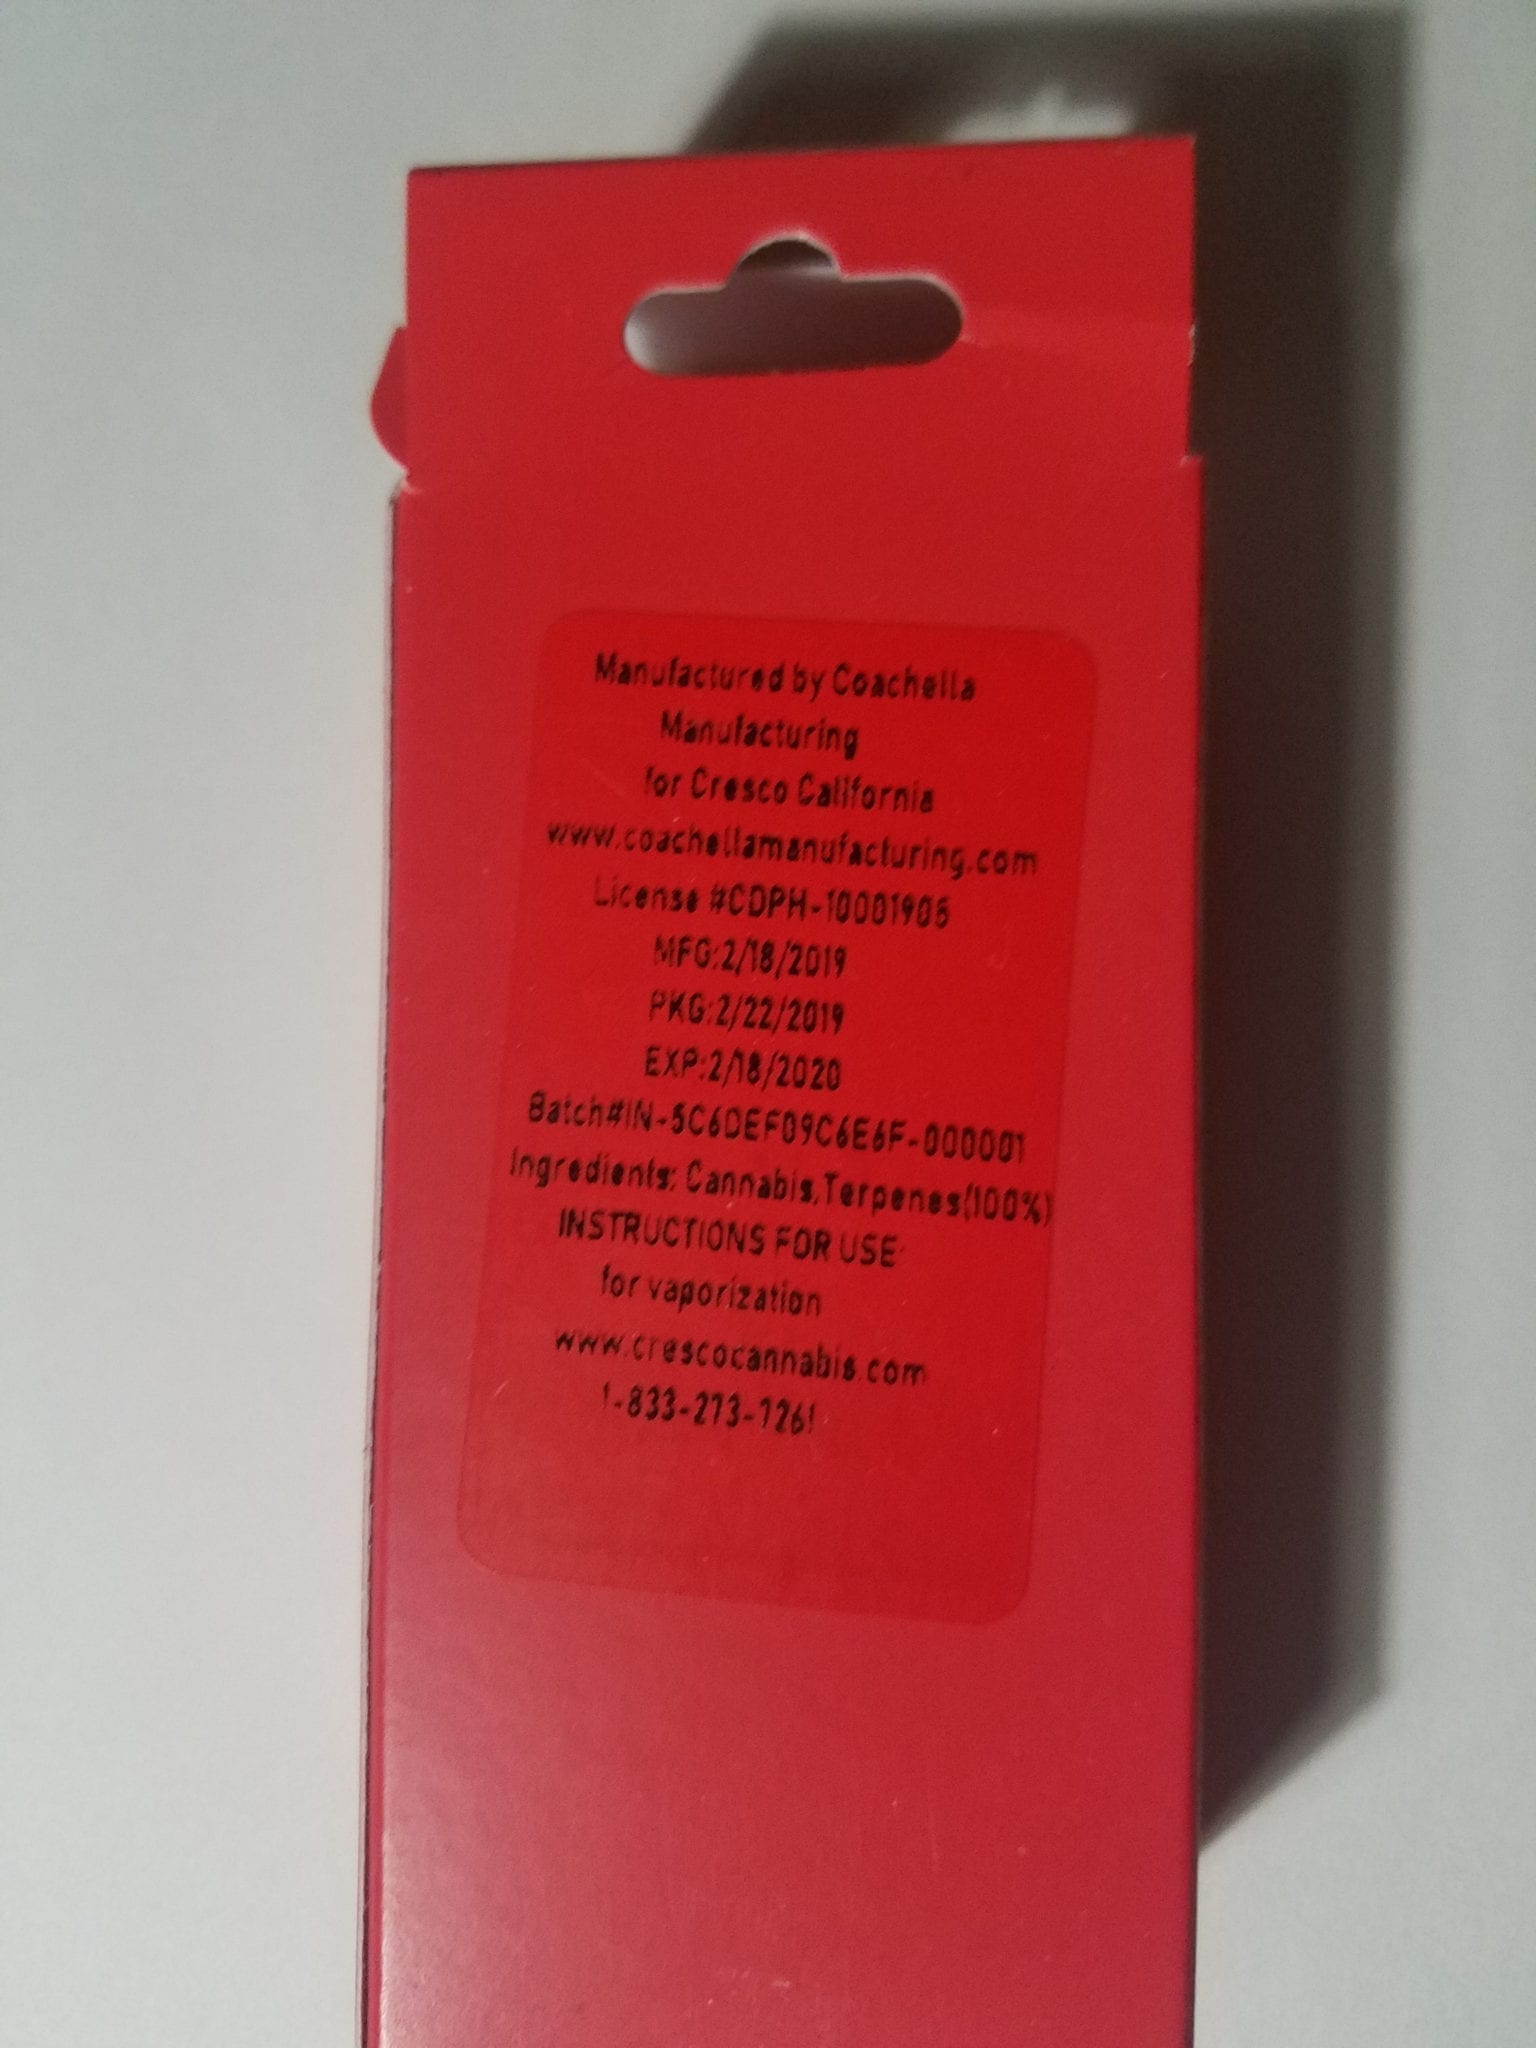 Manufactured by Coachella
Manufacturing
for Cresco California
www.coachellamanufacturing.com
License #CDPH-10001905
MFG:2/18/2019
PKG:2/22/2019
EXP:2/18/2020
Batch#IN-5C6DEF09C6E6F-000001
Ingredients: Cannabis,Terpenes(100%)
INSTRUCTIONS FOR USE:
for vaporization
www.crescocannabis.com
1-833-273-7261